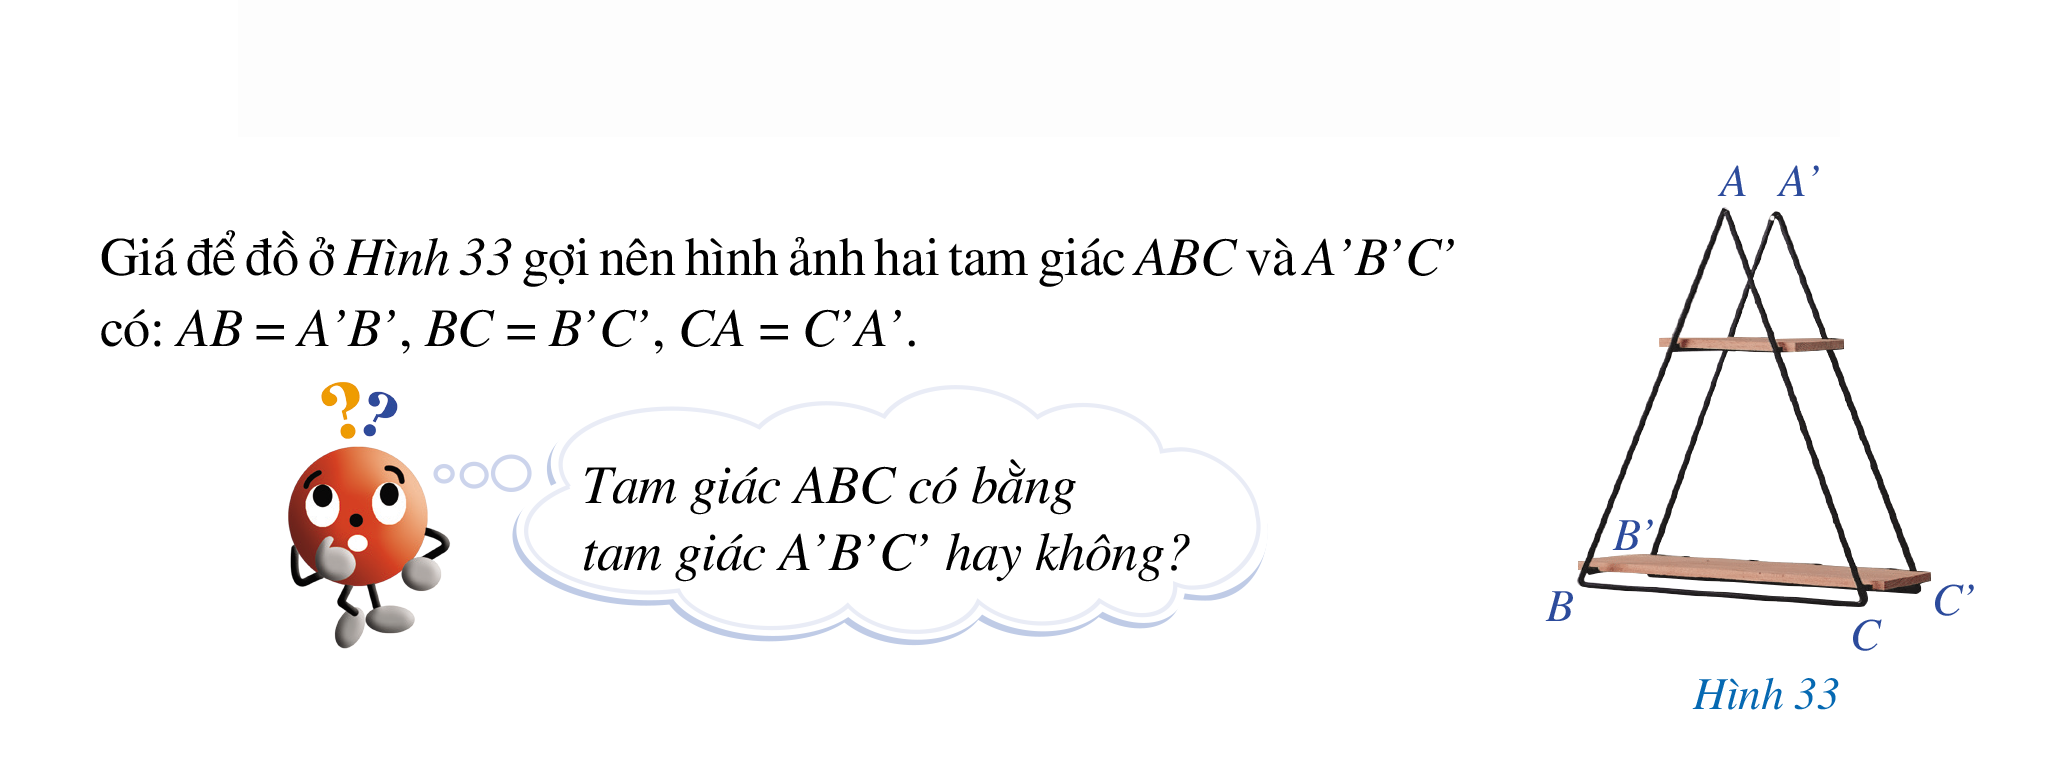 Giá để đồ ở Hình 33 gợi nên hình ảnh hai tam giác ABC và A’B’C’
có: AB = A’B’, BC = B’C’, CA = C’A’.
??
Tam giác ABC có bằng
tam giác A’B’C’ hay không?
A A’
B’
B
C’
C
Hình 33